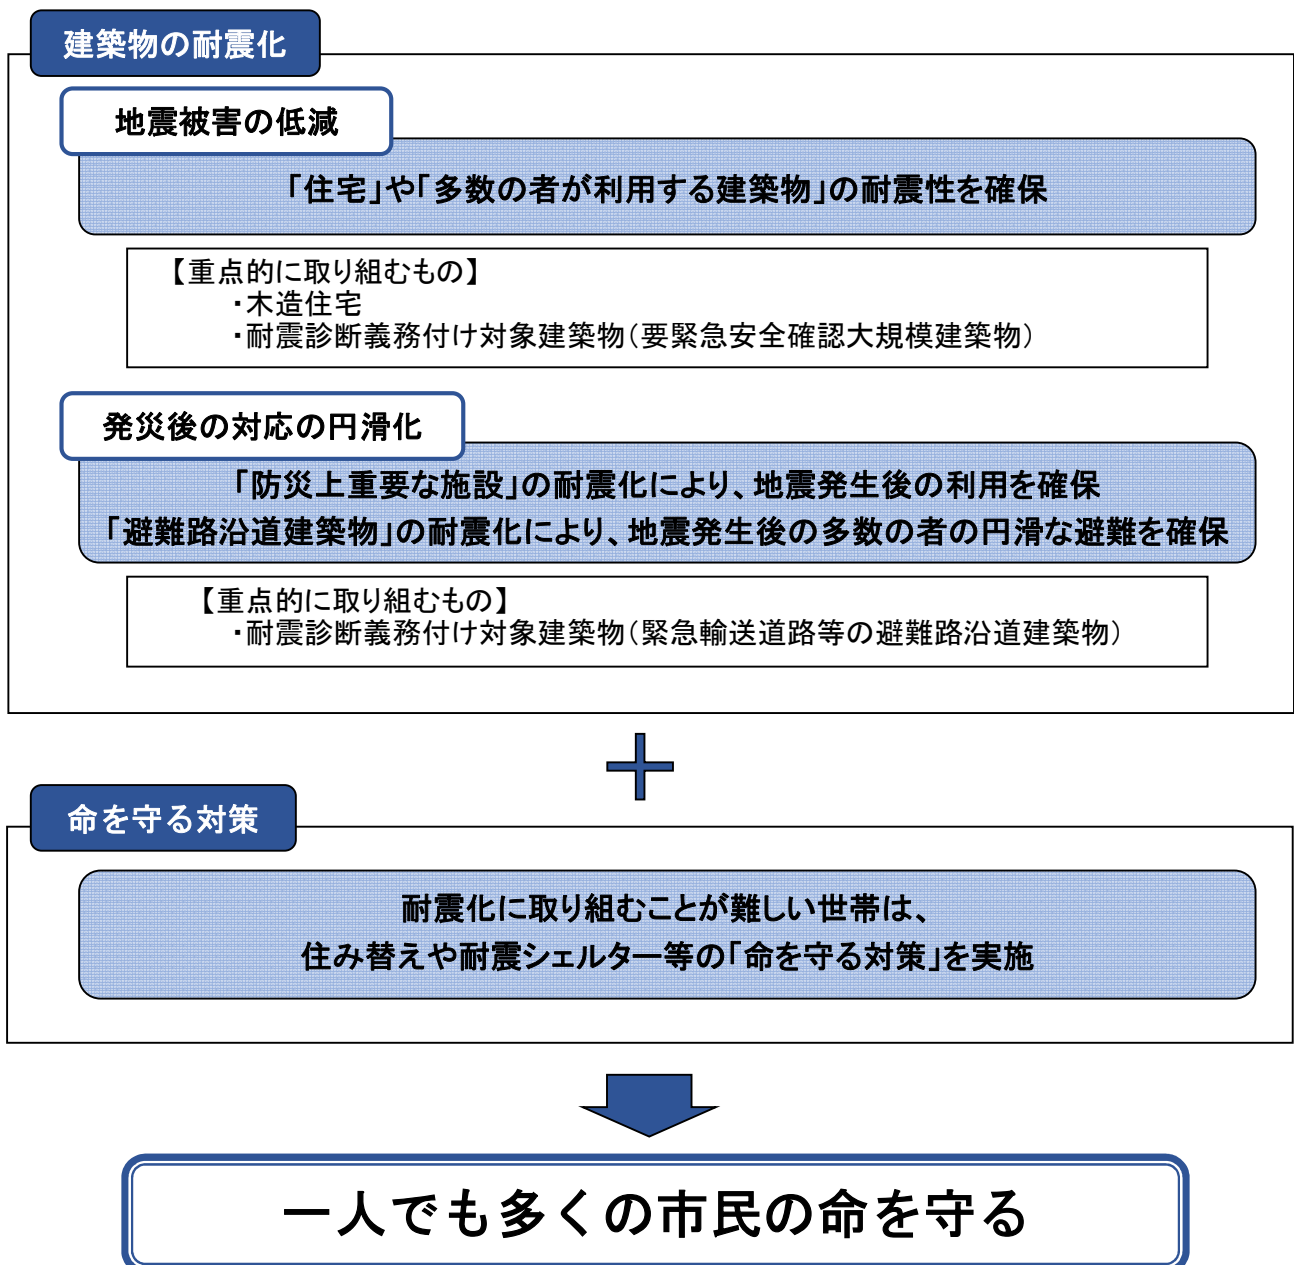 建築物の耐震化
地震被害の低減
「住宅」や「多数の者が利用する建築物」の耐震性を確保
【重点的に取り組むもの】
・木造住宅
・耐震診断義務付け対象建築物（要緊急安全確認大規模建築物）
発災後の対応の円滑化
「防災上重要な施設」の耐震化により、地震発生後の利用を確保
「避難路沿道建築物」の耐震化により、地震発生後の多数の者の円滑な避難を確保
【重点的に取り組むもの】
・耐震診断義務付け対象建築物（緊急輸送道路等の避難路沿道建築物）
命を守る対策
耐震化に取り組むことが難しい世帯は、
住み替えや耐震シェルター等の「命を守る対策」を実施
一人でも多くの市民の命を守る